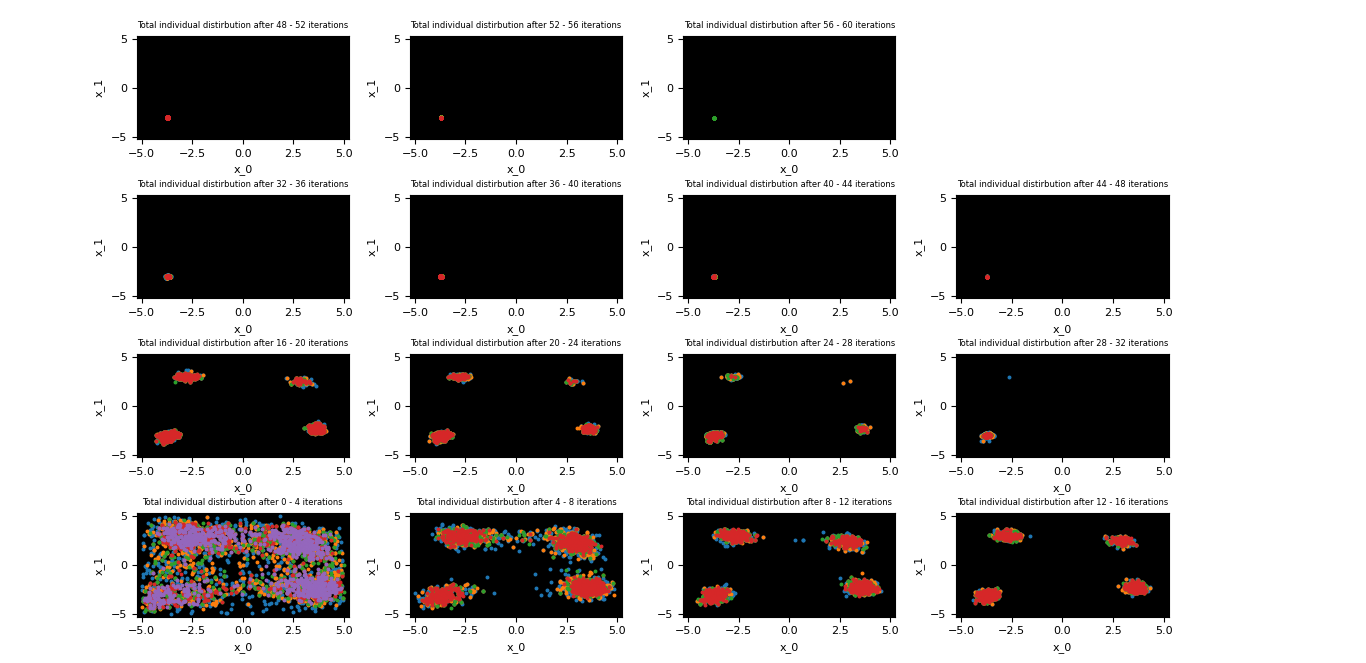 Total individual distirbution after 48 - 52 iterations
Total individual distirbution after 52 - 56 iterations
Total individual distirbution after 56 - 60 iterations
5
0
−5
x_1
−5.0 −2.5 0.0 2.5 5.0
x_0
5
0
−5
x_1
−5.0 −2.5 0.0 2.5 5.0
x_0
5
0
−5
x_1
−5.0 −2.5 0.0 2.5 5.0
x_0
Total individual distirbution after 32 - 36 iterations
Total individual distirbution after 36 - 40 iterations
Total individual distirbution after 40 - 44 iterations
Total individual distirbution after 44 - 48 iterations
5
0
−5
x_1
−5.0 −2.5 0.0 2.5 5.0
x_0
5
0
−5
x_1
−5.0 −2.5 0.0 2.5 5.0
x_0
5
0
−5
x_1
−5.0 −2.5 0.0 2.5 5.0
x_0
5
0
−5
x_1
−5.0 −2.5 0.0 2.5 5.0
x_0
Total individual distirbution after 16 - 20 iterations
Total individual distirbution after 20 - 24 iterations
Total individual distirbution after 24 - 28 iterations
Total individual distirbution after 28 - 32 iterations
5
0
−5
x_1
−5.0 −2.5 0.0 2.5 5.0
x_0
5
0
−5
x_1
−5.0 −2.5 0.0 2.5 5.0
x_0
5
0
−5
x_1
−5.0 −2.5 0.0 2.5 5.0
x_0
5
0
−5
x_1
−5.0 −2.5 0.0 2.5 5.0
x_0
Total individual distirbution after 0 - 4 iterations
Total individual distirbution after 4 - 8 iterations
Total individual distirbution after 8 - 12 iterations
Total individual distirbution after 12 - 16 iterations
5
0
−5
x_1
−5.0 −2.5 0.0 2.5 5.0
x_0
5
0
−5
x_1
−5.0 −2.5 0.0 2.5 5.0
x_0
5
0
−5
x_1
−5.0 −2.5 0.0 2.5 5.0
x_0
5
0
−5
x_1
−5.0 −2.5 0.0 2.5 5.0
x_0